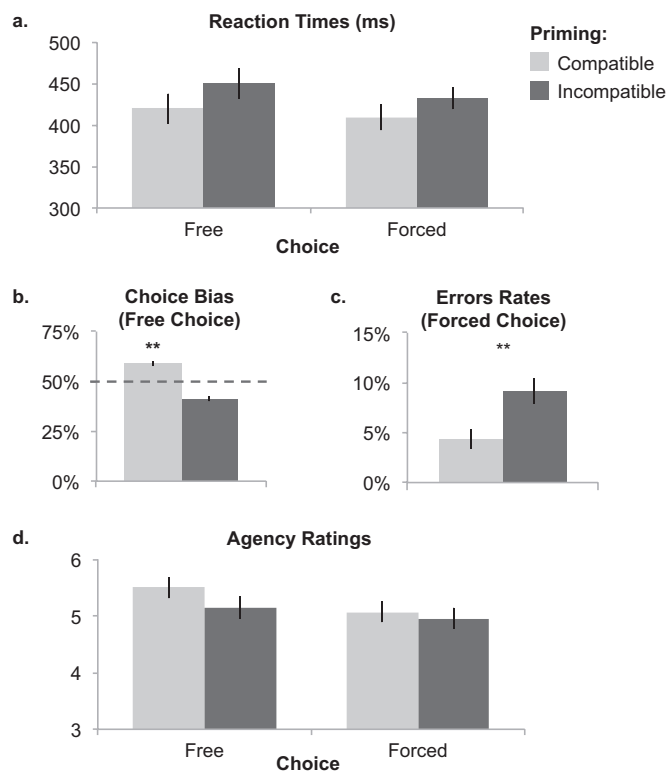 a.
Reaction Times (ms)
Priming:
Compatible
Incompatible
500
450
400
350
300
Free
Forced
Choice
b.
Choice Bias
(Free Choice)
75%
50%
25%
0%
**
c.
Errors Rates
(Forced Choice)
15%
10%
5%
0%
**
d.
Agency Ratings
6
5
4
3
Free
Forced
Choice